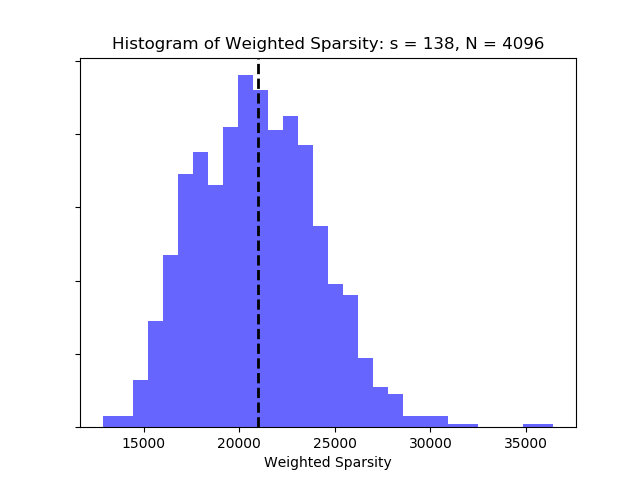 Histogram of Weighted Sparsity: s = 138, N = 4096
15000 20000 25000 30000 35000
Weighted Sparsity